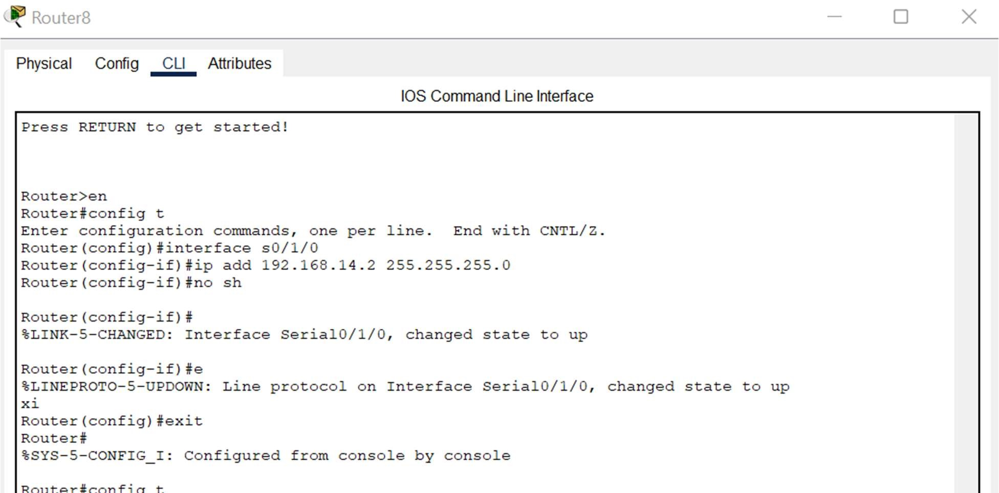 Router8
Physical Config CLI Attributes
IOS Command Line Interface
Press RETURN to get started!
Router>en
Router#config t
Enter configuration commands, one per line.  End with CNTL/Z.
Router(config)#interface s0/1/0
Router(config-if)#ip add 192.168.14.2 255.255.255.0
Router(config-if)#no sh
Router(config-if)#
%LINK-5-CHANGED: Interface Serial0/1/0, changed state to up
Router(config-if)#e
%LINEPROTO-5-UPDOWN: Line protocol on Interface Serial0/1/0, changed state to up
xi
Router(config)#exit
Router#
%SYS-5-CONFIG_I: Configured from console by console
Router#config t